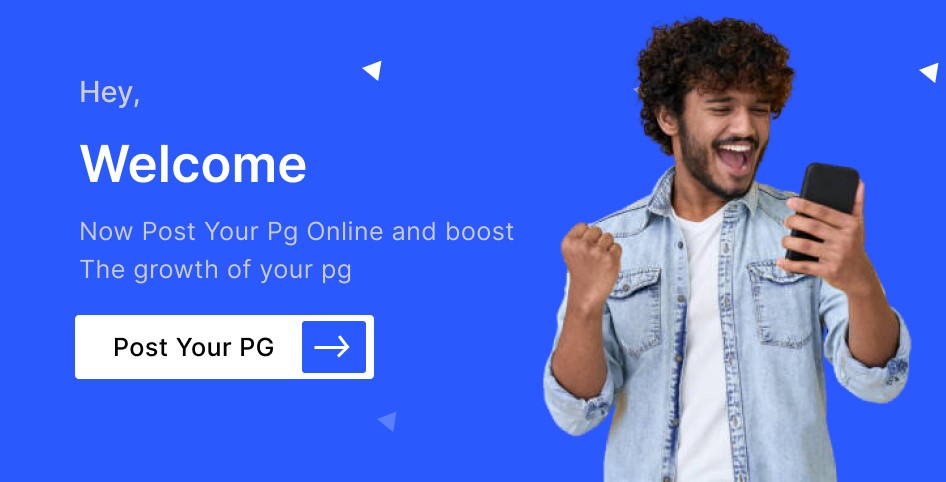 Hey,
Welcome
Now Post Your Pg Online and boost
The growth of your pg
Post Your PG